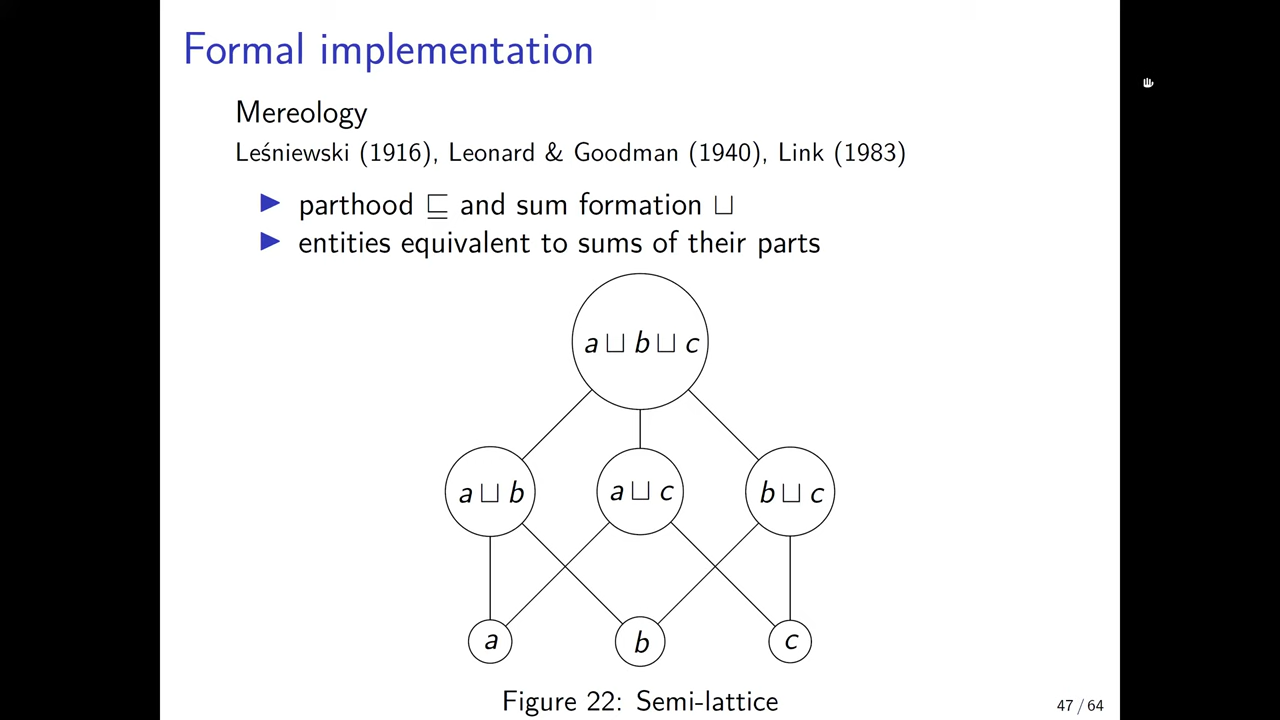 Formal implementation
Mereology
Leśniewski (1916), Leonard & Goodman (1940), Link (1983)
▶ parthood ⊑ and sum formation ⊔
▶ entities equivalent to sums of their parts
a ⊔ b ⊔ c
a ⊔ b
a ⊔ c
b ⊔ c
a
b
c
Figure 22: Semi-lattice
47 / 64